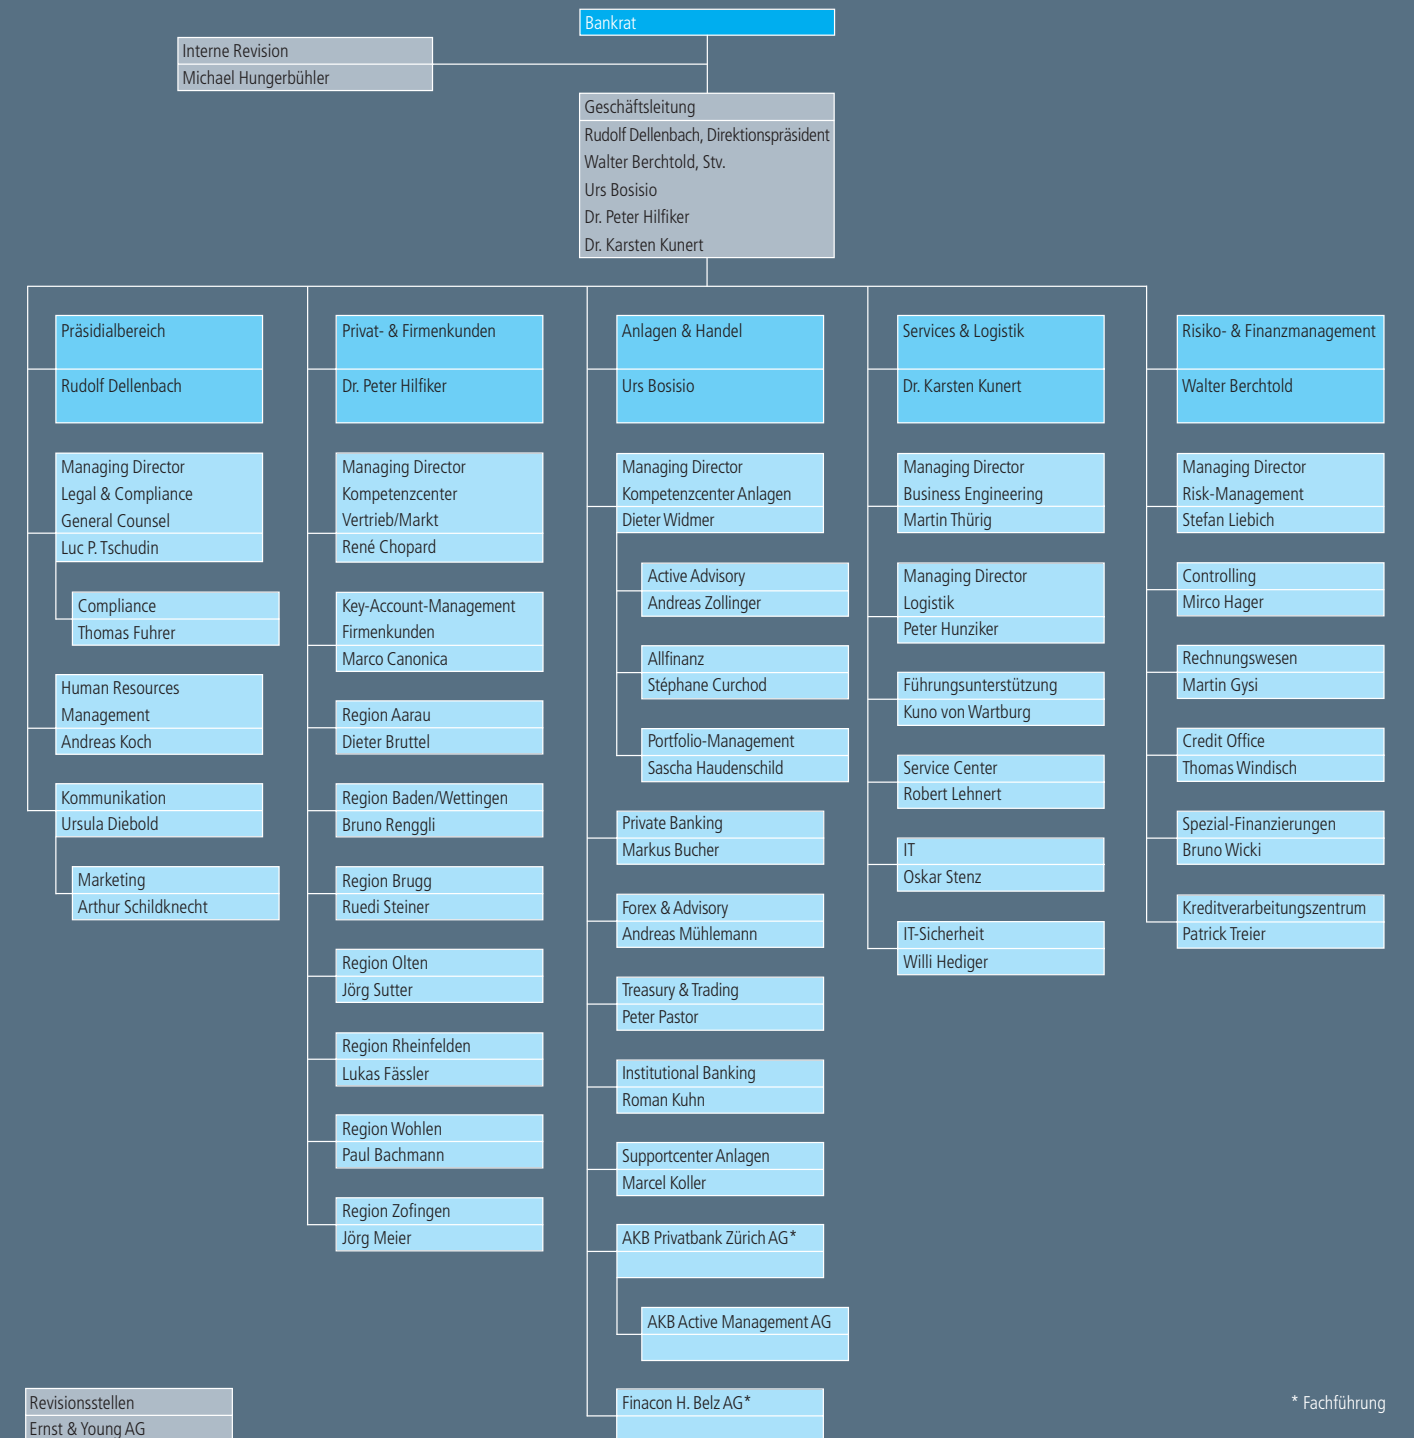 Bankrat
Interne Revision
Michael Hungerbühler
Geschäftsleitung
Rudolf Dellenbach, Direktionspräsident
Walter Berchtold, Stv.
Urs Bosisio
Dr. Peter Hilfiker
Dr. Karsten Kunert
Präsidialbereich
Rudolf Dellenbach
Managing Director
Legal & Compliance
General Counsel
Luc P. Tschudin
Compliance
Thomas Fuhrer
Human Resources
Management
Andreas Koch
Kommunikation
Ursula Diebold
Marketing
Arthur Schildknecht
Privat- & Firmenkunden
Dr. Peter Hilfiker
Managing Director
Kompetenzcenter
Vertrieb/Markt
René Chopard
Key-Account-Management
Firmenkunden
Marco Canonica
Region Aarau
Dieter Bruttel
Region Baden/Wettingen
Bruno Renggli
Region Brugg
Ruedi Steiner
Region Olten
Jörg Sutter
Region Rheinfelden
Lukas Fässler
Region Wohlen
Paul Bachmann
Region Zofingen
Jörg Meier
Anlagen & Handel
Urs Bosisio
Managing Director
Kompetenzcenter Anlagen
Dieter Widmer
Active Advisory
Andreas Zollinger
Allfinanz
Stéphane Curchod
Portfolio-Management
Sascha Haudenschild
Private Banking
Markus Bucher
Forex & Advisory
Andreas Mühlemann
Treasury & Trading
Peter Pastor
Institutional Banking
Roman Kuhn
Supportcenter Anlagen
Marcel Koller
AKB Privatbank Zürich AG*
AKB Active Management AG
Finacon H. Belz AG*
Services & Logistik
Dr. Karsten Kunert
Managing Director
Business Engineering
Martin Thürig
Managing Director
Logistik
Peter Hunziker
Führungsunterstützung
Kuno von Wartburg
Service Center
Robert Lehnert
IT
Oskar Stenz
IT-Sicherheit
Willi Hediger
Risiko- & Finanzmanagement
Walter Berchtold
Managing Director
Risk-Management
Stefan Liebich
Controlling
Mirco Hager
Rechnungswesen
Martin Gysi
Credit Office
Thomas Windisch
Spezial-Finanzierungen
Bruno Wicki
Kreditverarbeitungszentrum
Patrick Treier
Revisionsstellen
Ernst & Young AG
* Fachführung